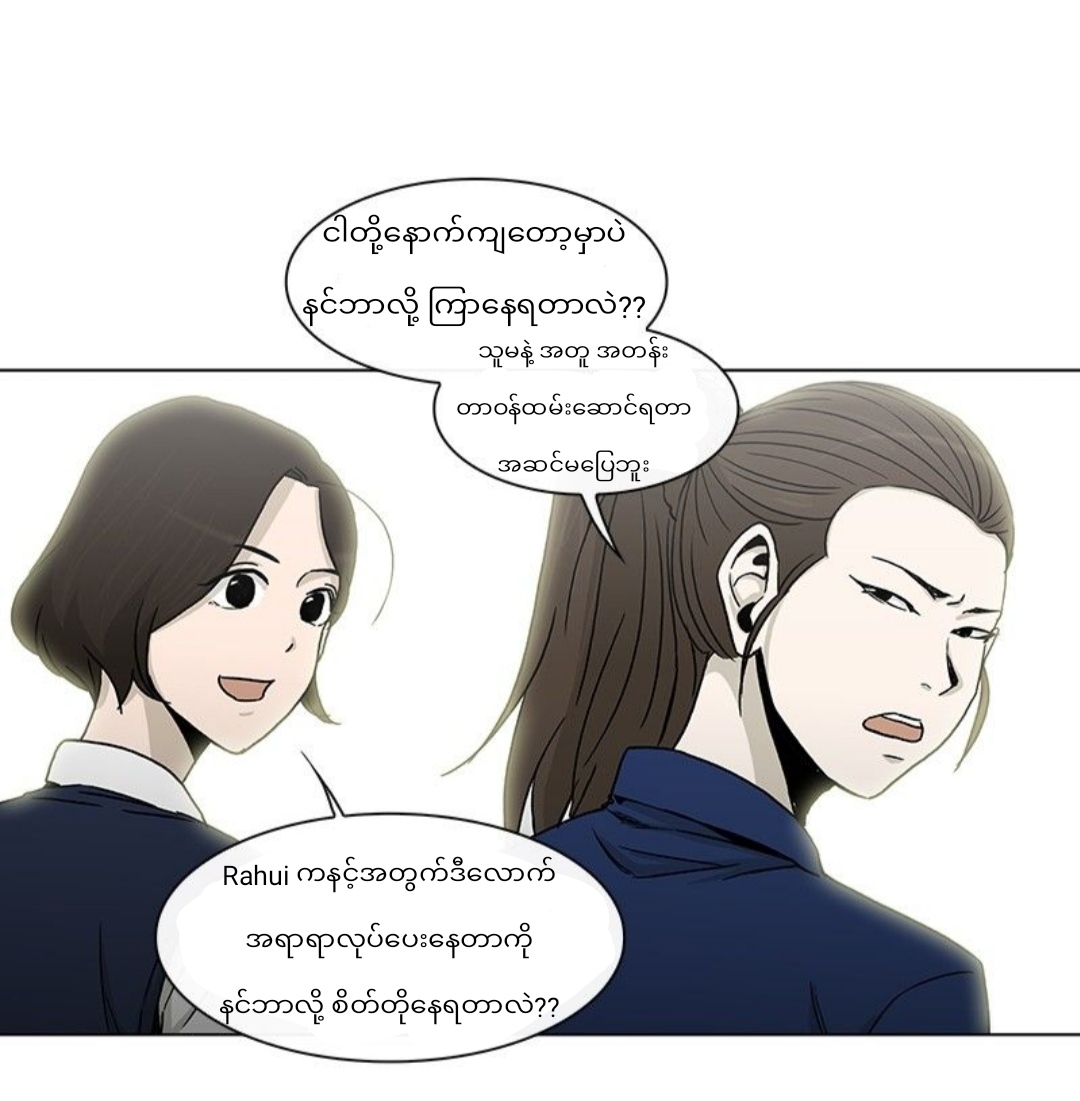 ငါတို့နောက်ကျတော့မှာပဲ
နင်ဘာလို့ ကြာနေရတာလဲ??
သူမနဲ့ အတူ အတန်း
တာဝန်ထမ်းဆောင်ရတာ
အဆင်မပြေဘူး
Rahui ကနင့်အတွက်ဒီလောက်
အရာရာလုပ်ပေးနေတာကို
နင်ဘာလို့ စိတ်တိုနေရတာလဲ??